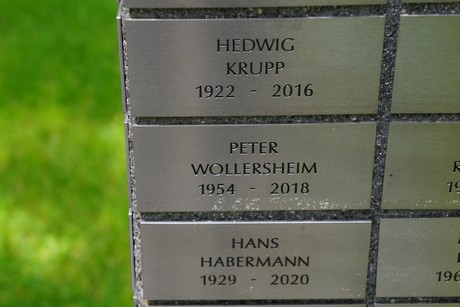 HEDWIG
KRUPP
1922 - 2016
PETER
WOLLERSHEIM
1954 - 2018
HANS
HABERMANN
1929 - 2020